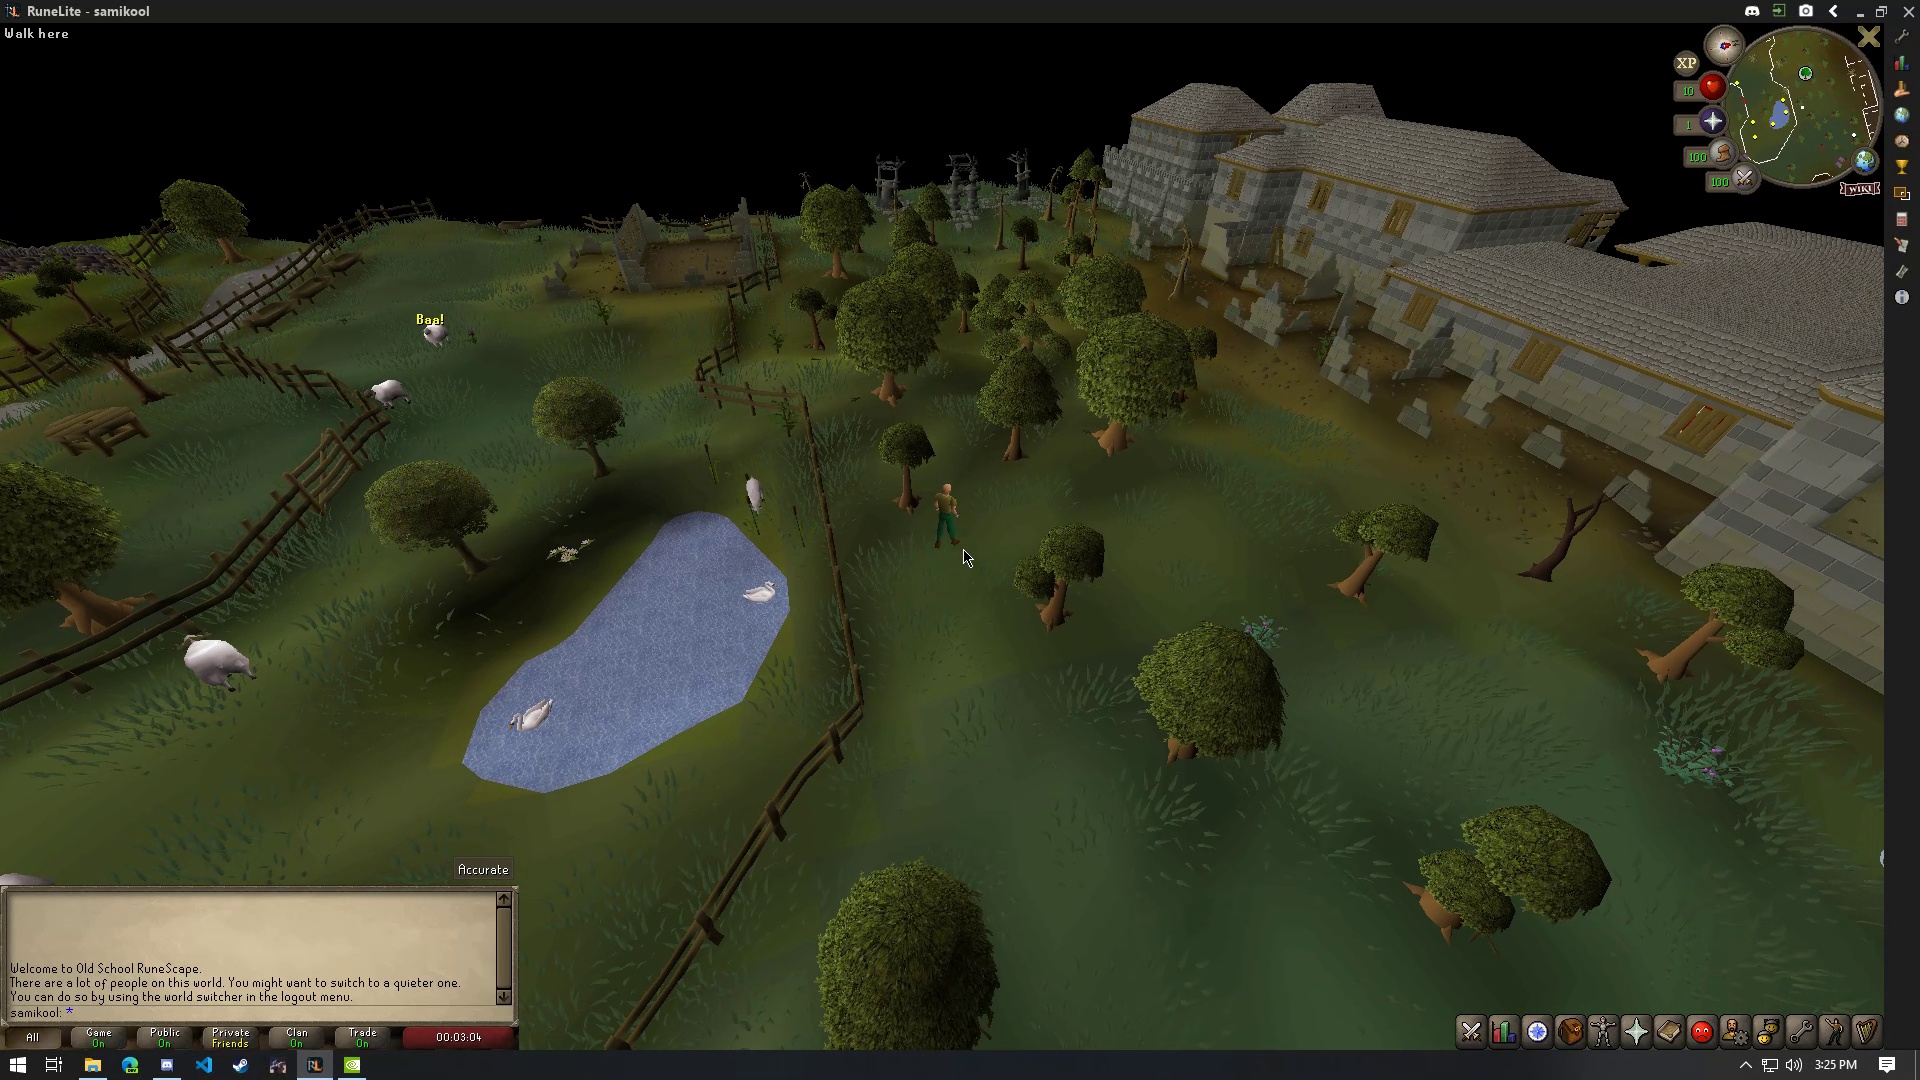 RuneLite - samikool
Walk here
XP
10
1
100
100
WIKI
Baa!
Accurate
Welcome to Old School RuneScape.
There are a lot of people on this world. You might want to switch to a quieter one.
You can do so by using the world switcher in the logout menu.
samikool: *
All
Game
On
Public
On
Private
Friends
Clan
On
Trade
On
00:03:04
3:25 PM